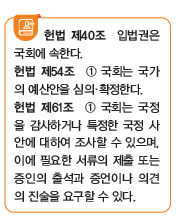 헌법 제40조 입법권은
국회에 속한다.
헌법 제54조 ① 국회는 국가
의 예산안을 심의·확정한다.
헌법 제61조 ① 국회는 국정
을 감사하거나 특정한 국정 사
안에 대하여 조사할 수 있으며,
이에 필요한 서류의 제출 또는
증인의 출석과 증언이나 의견
의 진술을 요구할 수 있다.